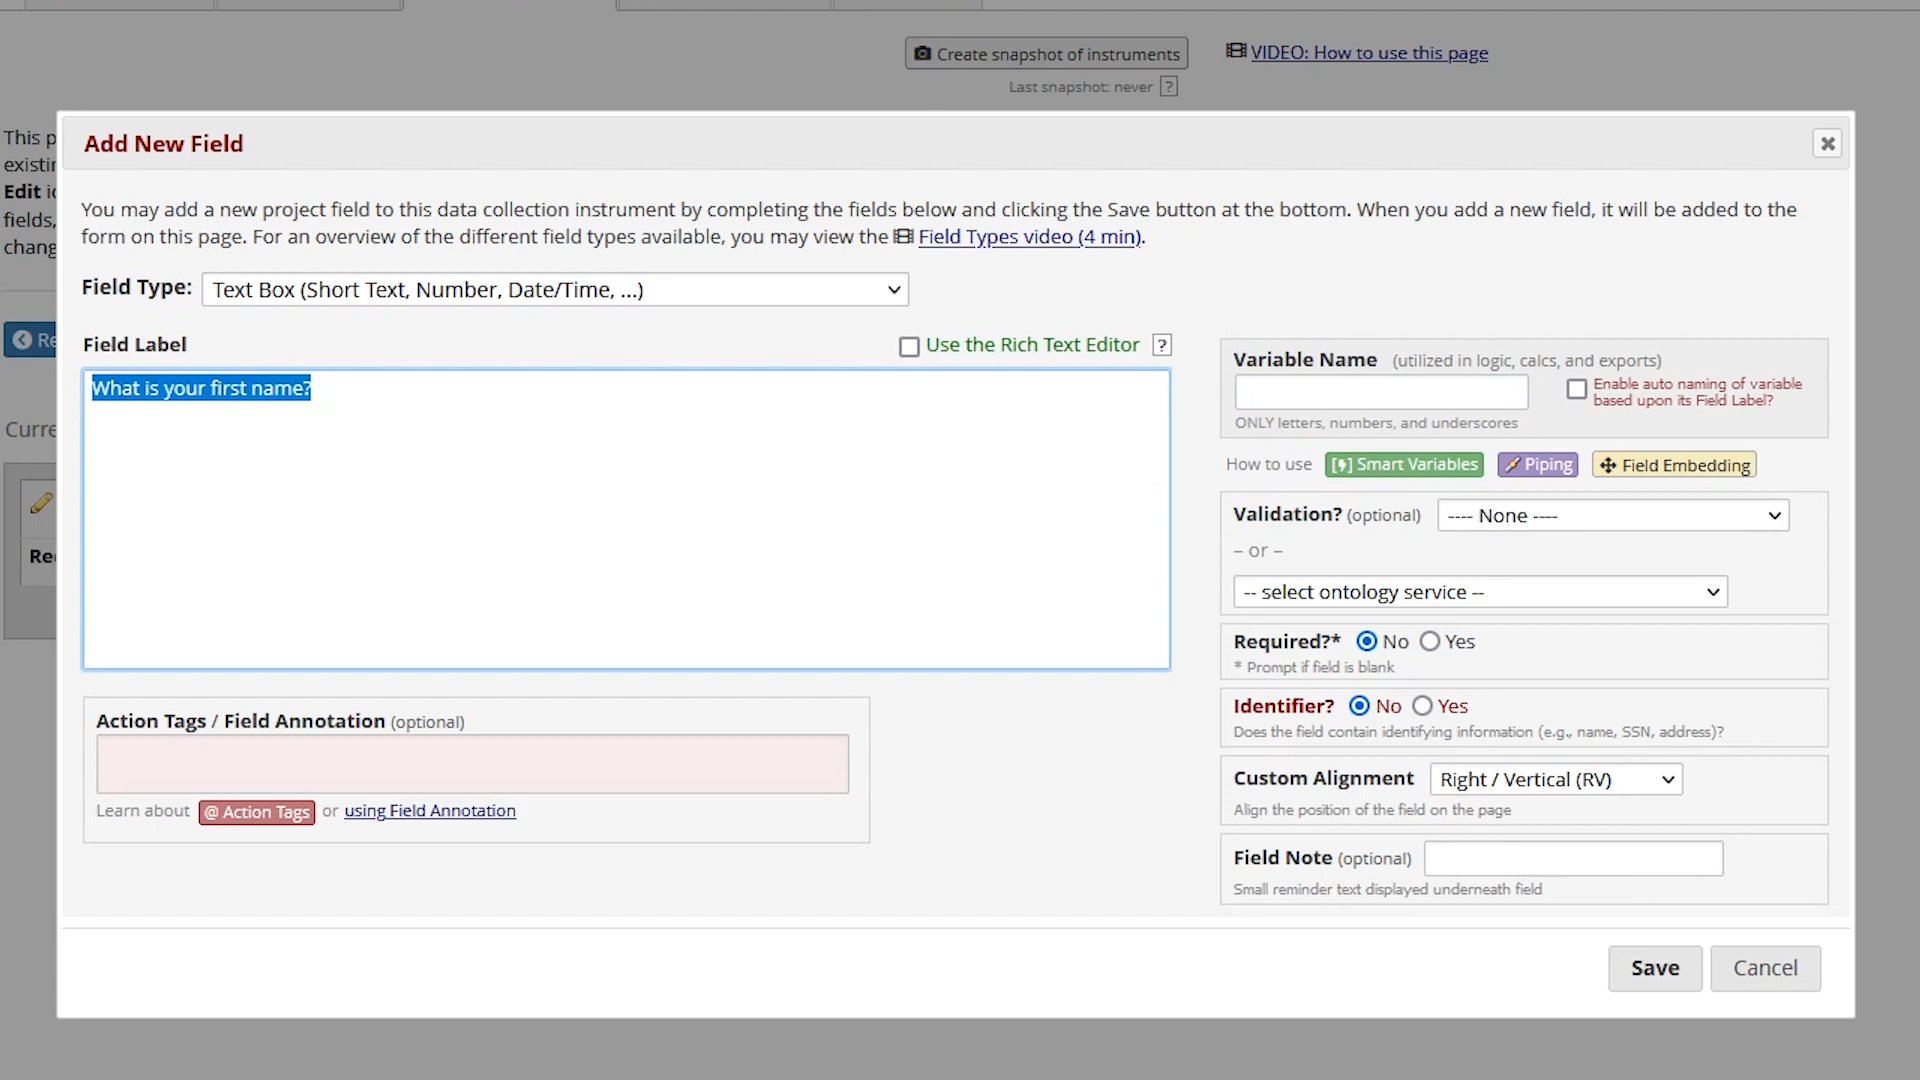 Create snapshot of instruments
VIDEO: How to use this page
Last snapshot: never ?
This p
Add New Field
existin
Edit
fields,
chang
You may add a new project field to this data collection instrument by completing the fields below and clicking the Save button at the bottom. When you add a new field, it will be added to the
form on this page. For an overview of the different field types available, you may view the Field Types video (4 min).
Field Type: Text Box (Short Text, Number, Date/Time, ...)
Re
Field Label
Use the Rich Text Editor ?
What is your first name?
Variable Name (utilized in logic, calcs, and exports)
Enable auto naming of variable
based upon its Field Label?
ONLY letters, numbers, and underscores
Curre
How to use [⚡] Smart Variables Piping Field Embedding
Validation? (optional) ---- None ----
– or –
Re
-- select ontology service --
Required?* No Yes
* Prompt if field is blank
Identifier? No Yes
Does the field contain identifying information (e.g., name, SSN, address)?
Action Tags / Field Annotation (optional)
Learn about @ Action Tags or using Field Annotation
Custom Alignment Right / Vertical (RV)
Align the position of the field on the page
Field Note (optional)
Small reminder text displayed underneath field
Save
Cancel